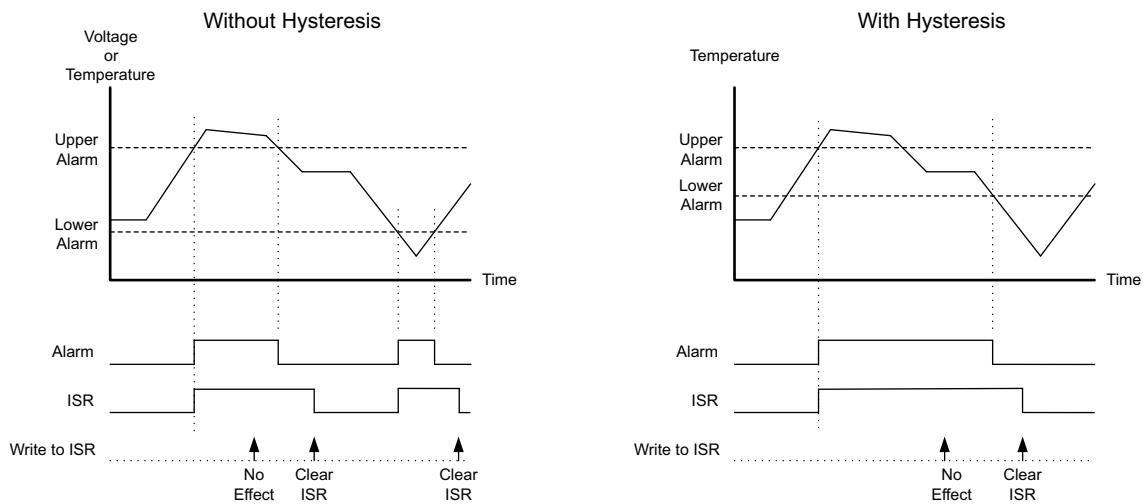 Without Hysteresis
Voltage
or
Temperature
Upper
Alarm
Lower
Alarm
Time
Alarm
ISR
Write to ISR
No
Effect
Clear
ISR
Clear
ISR
With Hysteresis
Temperature
Upper
Alarm
Lower
Alarm
Time
Alarm
ISR
Write to ISR
No
Effect
Clear
ISR